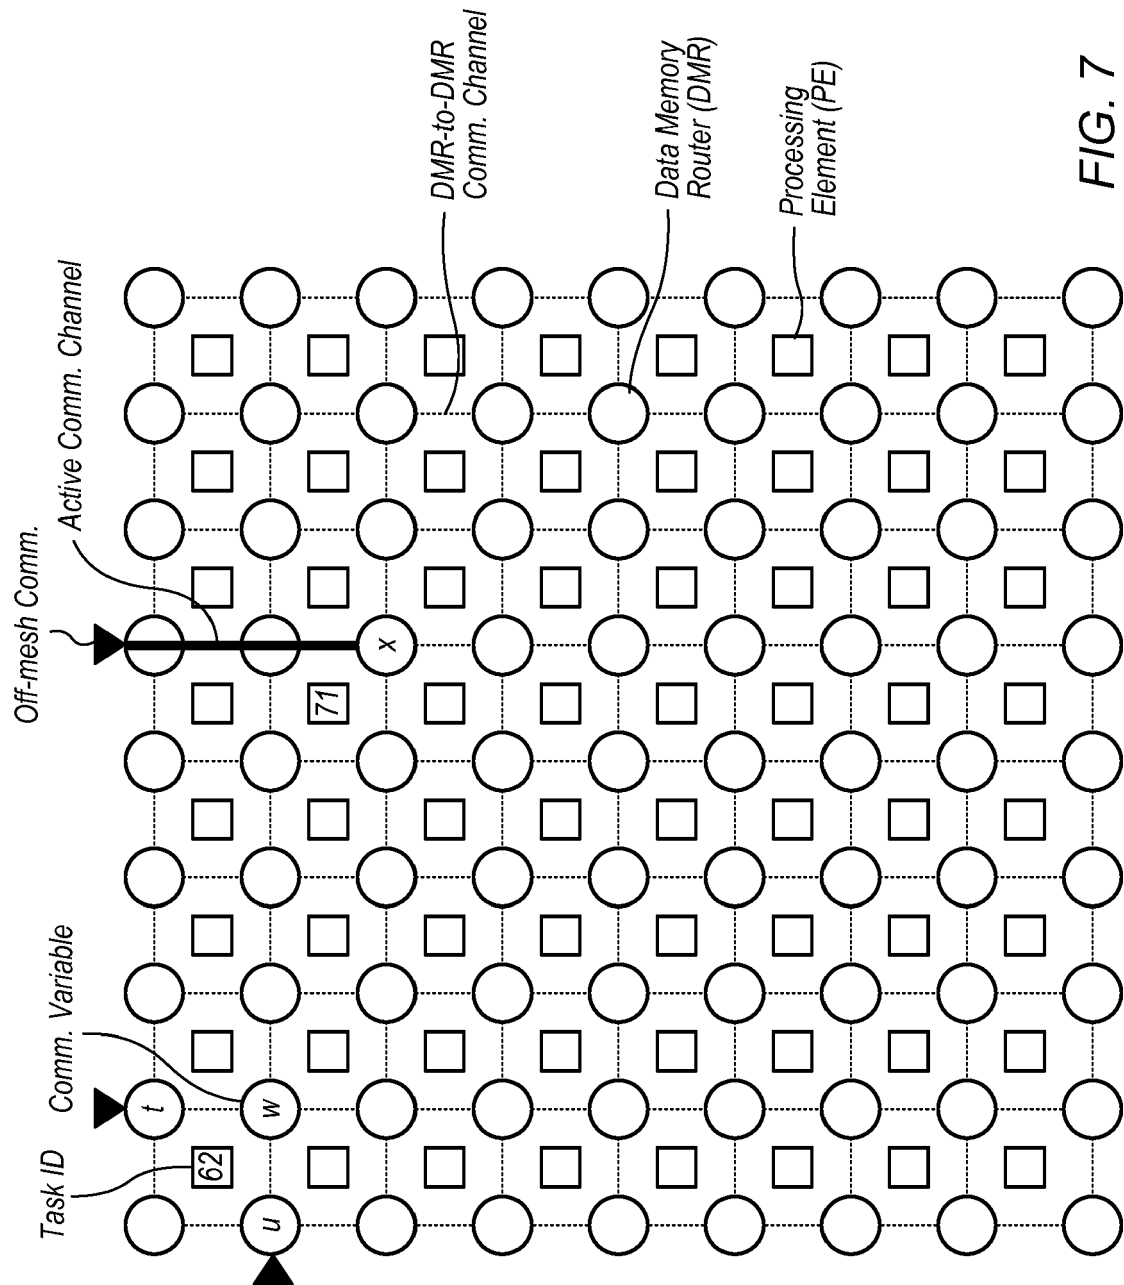 Off-mesh Comm.
Task ID
Comm. Variable
Active Comm. Channel
t
62
u
w
71
x
DMR-to-DMR
Comm. Channel
Data Memory
Router (DMR)
Processing
Element (PE)
FIG. 7